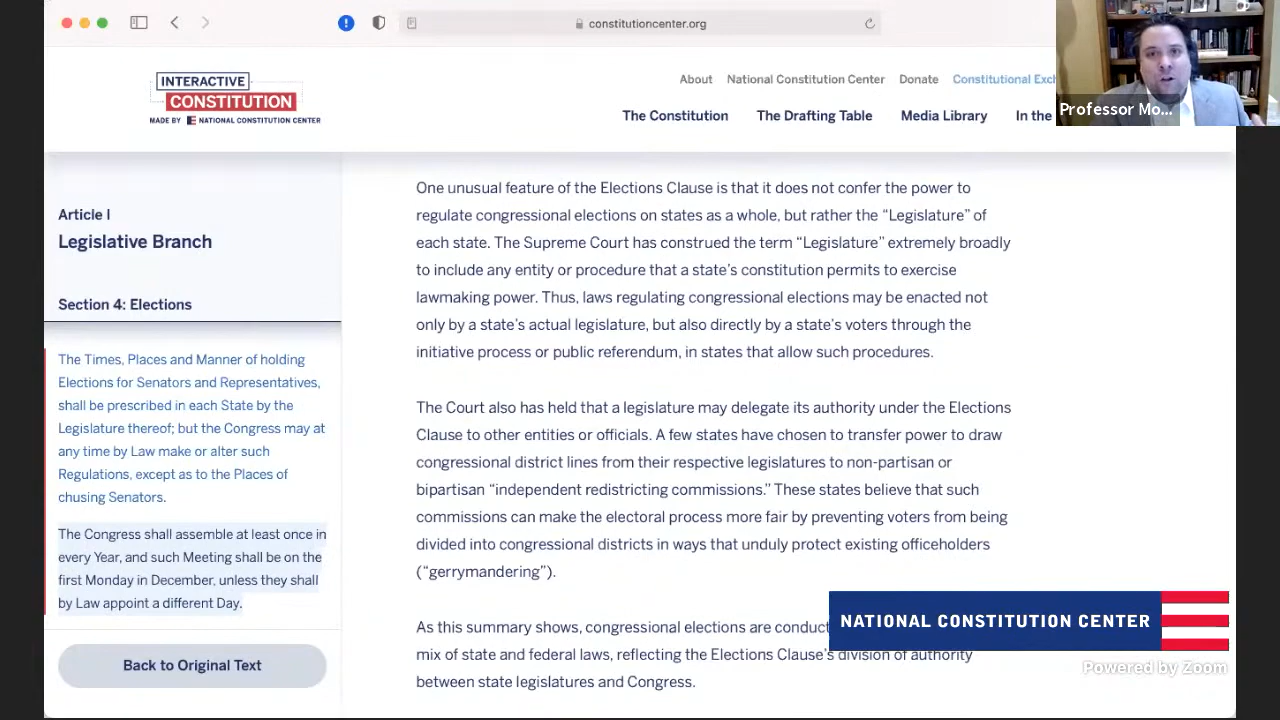 constitutioncenter.org
Professor Mo...
INTERACTIVE
CONSTITUTION
MADE BY NATIONAL CONSTITUTION CENTER
About National Constitution Center Donate Constitutional Exch
The Constitution The Drafting Table Media Library In the
Article I
Legislative Branch
Section 4: Elections
The Times, Places and Manner of holding
Elections for Senators and Representatives,
shall be prescribed in each State by the
Legislature thereof; but the Congress may at
any time by Law make or alter such
Regulations, except as to the Places of
chusing Senators.
The Congress shall assemble at least once in
every Year, and such Meeting shall be on the
first Monday in December, unless they shall
by Law appoint a different Day.
Back to Original Text
One unusual feature of the Elections Clause is that it does not confer the power to
regulate congressional elections on states as a whole, but rather the “Legislature” of
each state. The Supreme Court has construed the term “Legislature” extremely broadly
to include any entity or procedure that a state’s constitution permits to exercise
lawmaking power. Thus, laws regulating congressional elections may be enacted not
only by a state’s actual legislature, but also directly by a state’s voters through the
initiative process or public referendum, in states that allow such procedures.
The Court also has held that a legislature may delegate its authority under the Elections
Clause to other entities or officials. A few states have chosen to transfer power to draw
congressional district lines from their respective legislatures to non-partisan or
bipartisan “independent redistricting commissions.” These states believe that such
commissions can make the electoral process more fair by preventing voters from being
divided into congressional districts in ways that unduly protect existing officeholders
(“gerrymandering”).
As this summary shows, congressional elections are conduct
mix of state and federal laws, reflecting the Elections Clause’s division of authority
between state legislatures and Congress.
NATIONAL CONSTITUTION CENTER
Powered by Zoom